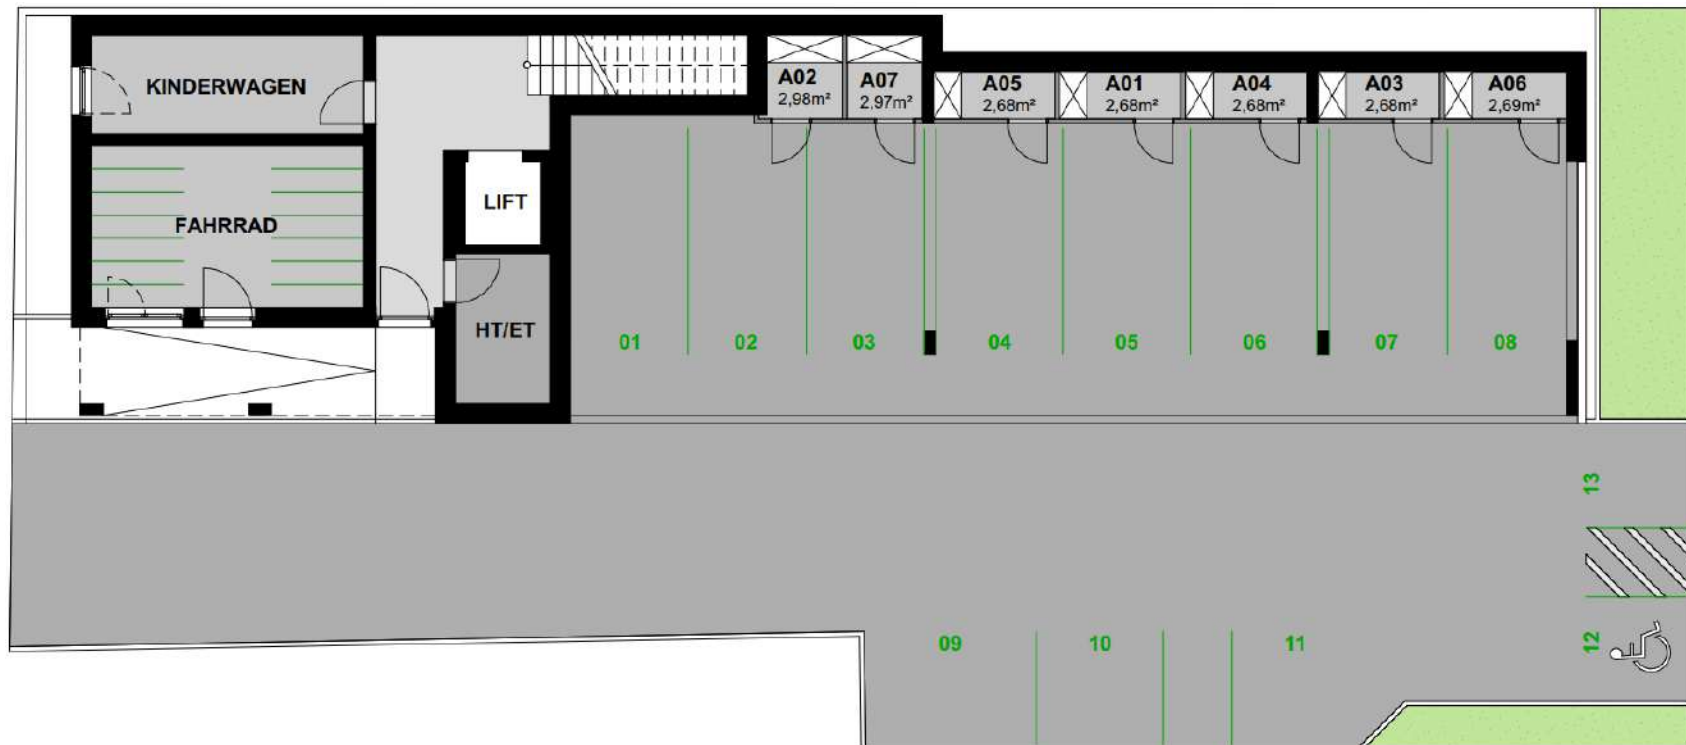 KINDERWAGEN
A02
2,98m²
A07
2,97m²
A05
2,68m²
A01
2,68m²
A04
2,68m²
A03
2,68m²
A06
2,69m²
FAHRRAD
LIFT
HT/ET
01
02
03
04
05
06
07
08
13
09
10
11
12